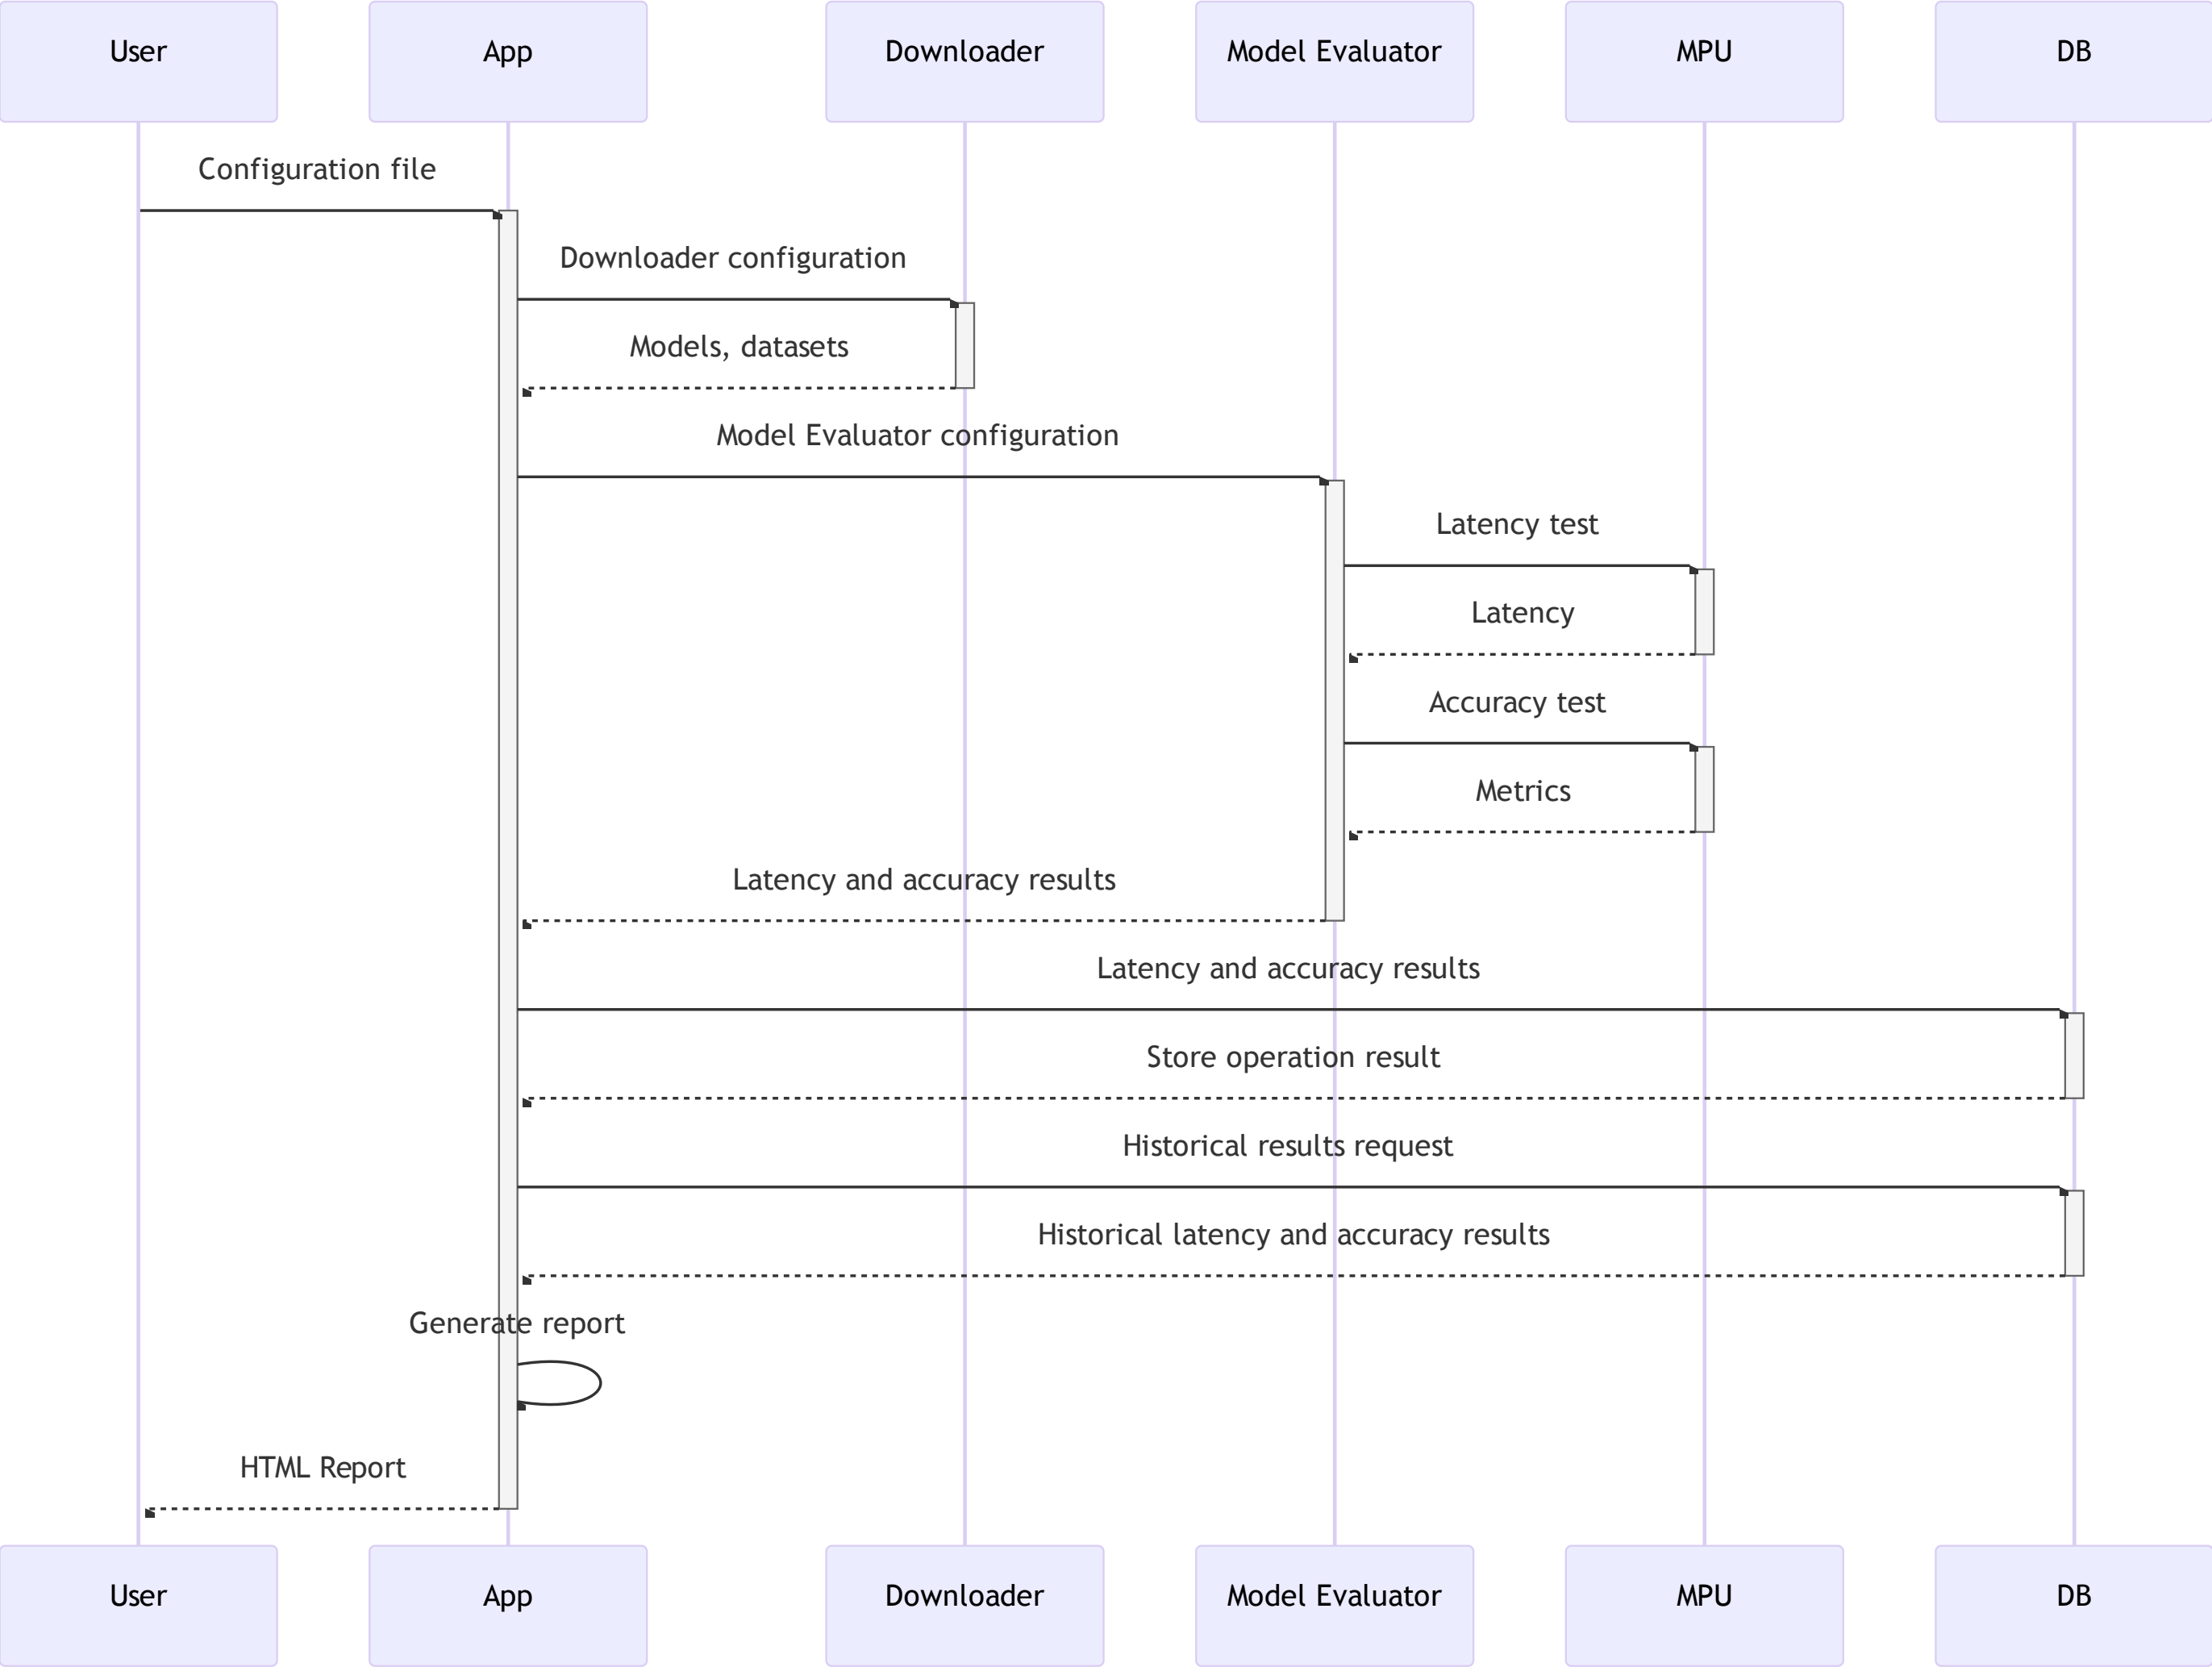 User
App
Downloader
Model Evaluator
MPU
DB
Configuration file
Downloader configuration
Models, datasets
Model Evaluator configuration
Latency test
Latency
Accuracy test
Metrics
Latency and accuracy results
Latency and accuracy results
Store operation result
Historical results request
Historical latency and accuracy results
Generate report
HTML Report
User
App
Downloader
Model Evaluator
MPU
DB